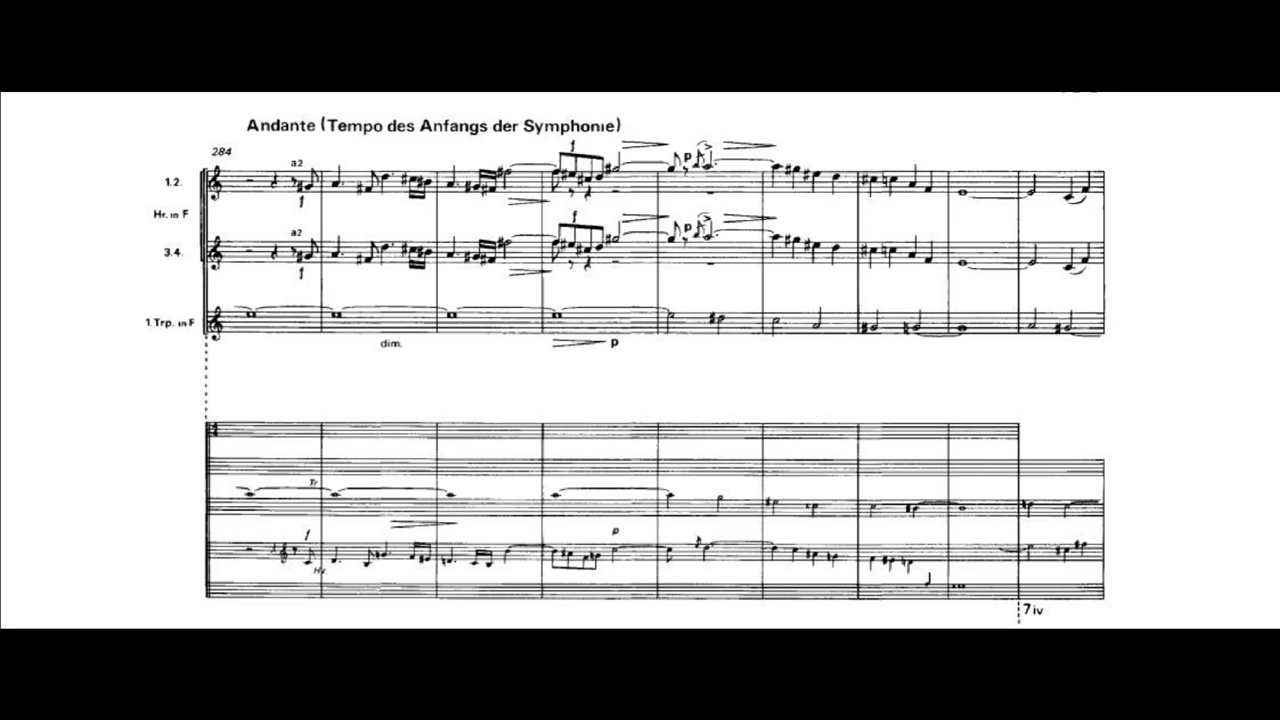 Andante (Tempo des Anfangs der Symphonie)
284
a2
1.2.
f
f
p
Hr. in F
a2
3.4.
f
f
p
1. Trp. in F
dim.
p
Tr
f
p
Hr
7 iv